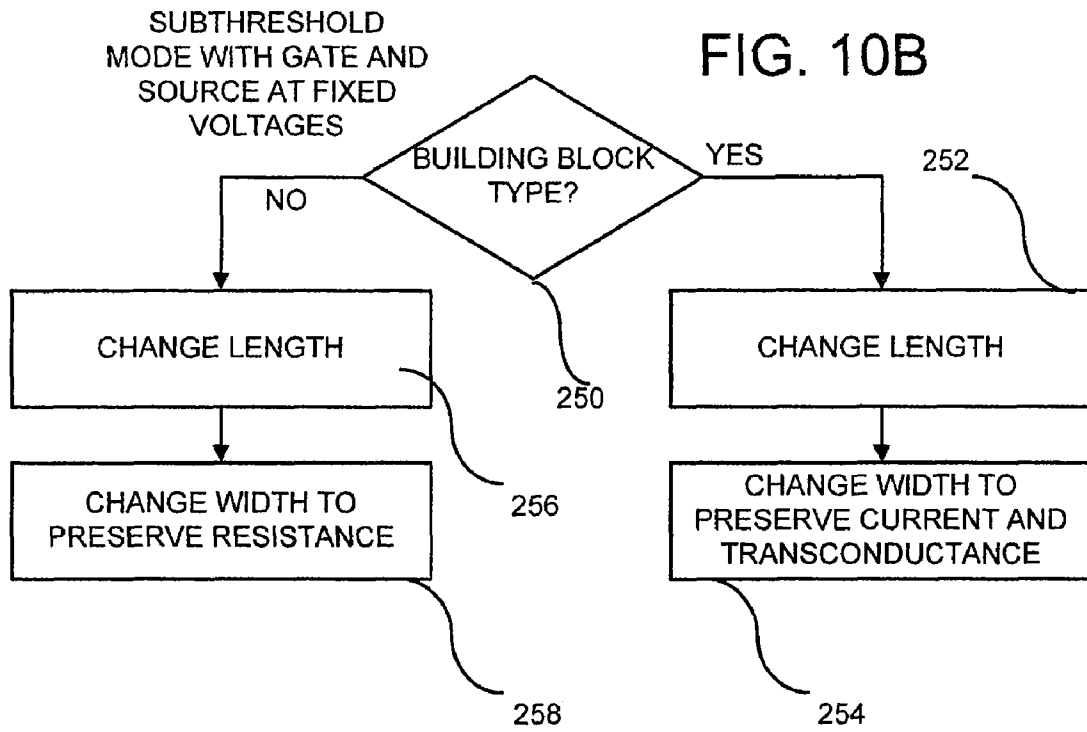 SUBTHRESHOLD
MODE WITH GATE AND
SOURCE AT FIXED
VOLTAGES
FIG. 10B
BUILDING BLOCK
TYPE?
YES
NO
252
CHANGE LENGTH
CHANGE LENGTH
250
CHANGE WIDTH TO
PRESERVE RESISTANCE
256
CHANGE WIDTH TO
PRESERVE CURRENT AND
TRANSCONDUCTANCE
258
254